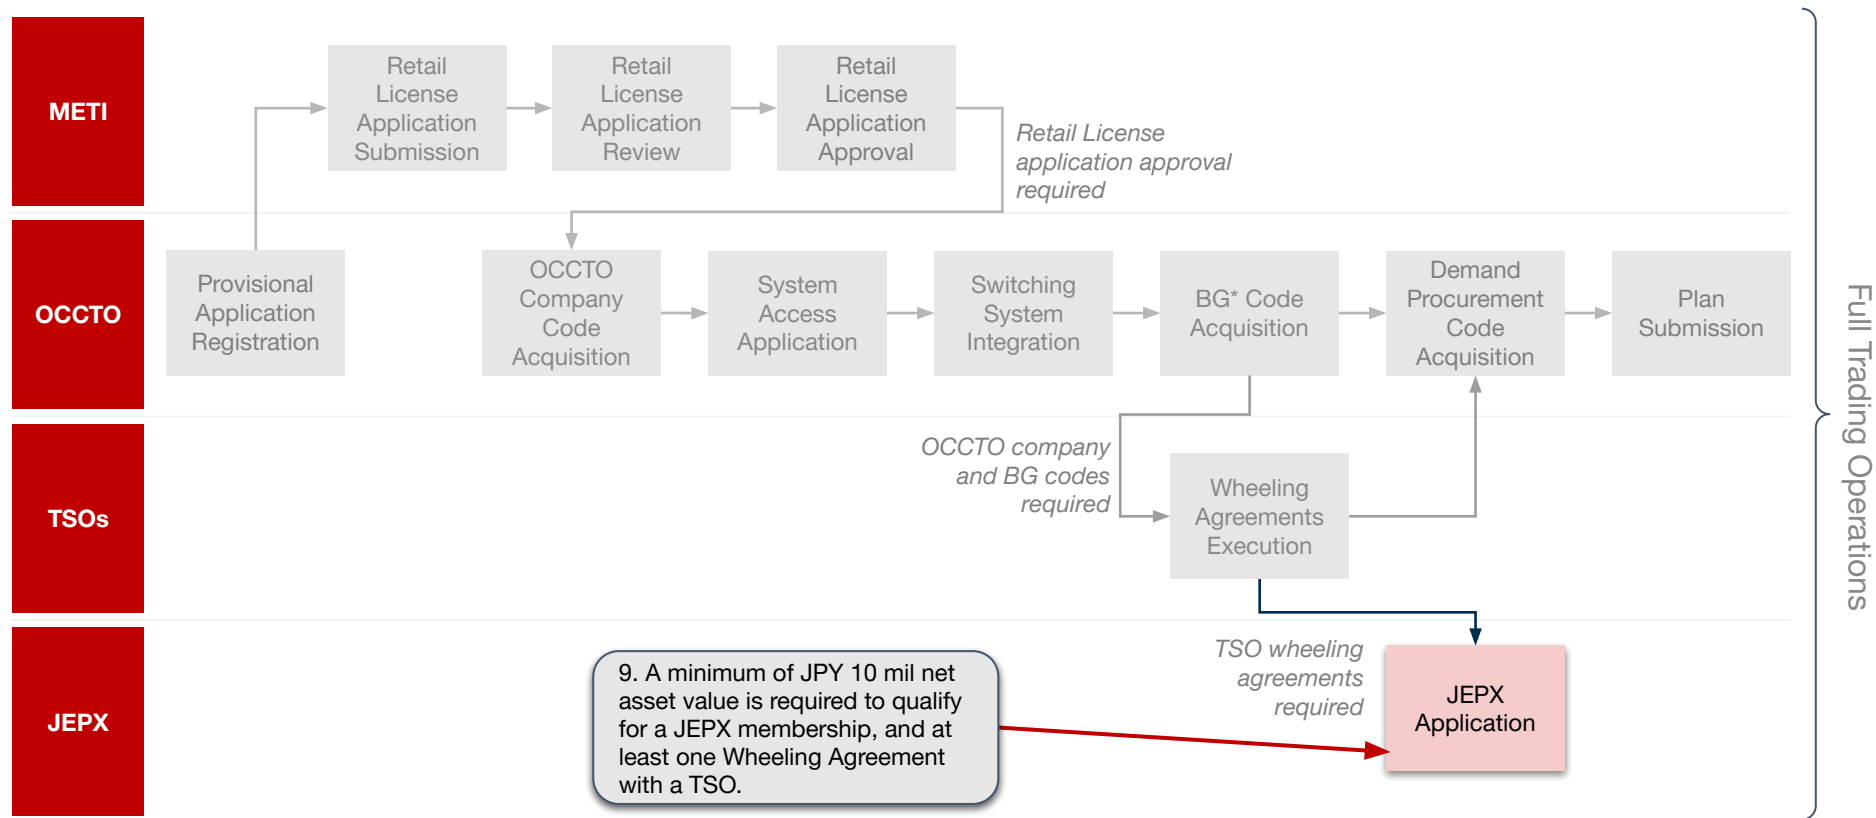 METI
Retail
License
Application
Submission
Retail
License
Application
Review
Retail
License
Application
Approval
Retail License
application approval
required
OCCTO
Provisional
Application
Registration
OCCTO
Company
Code
Acquisition
System
Access
Application
Switching
System
Integration
BG* Code
Acquisition
Demand
Procurement
Code
Acquisition
Plan
Submission
TSOs
OCCTO company
and BG codes
required
Wheeling
Agreements
Execution
JEPX
9. A minimum of JPY 10 mil net
asset value is required to qualify
for a JEPX membership, and at
least one Wheeling Agreement
with a TSO.
TSO wheeling
agreements
required
JEPX
Application
Full Trading Operations